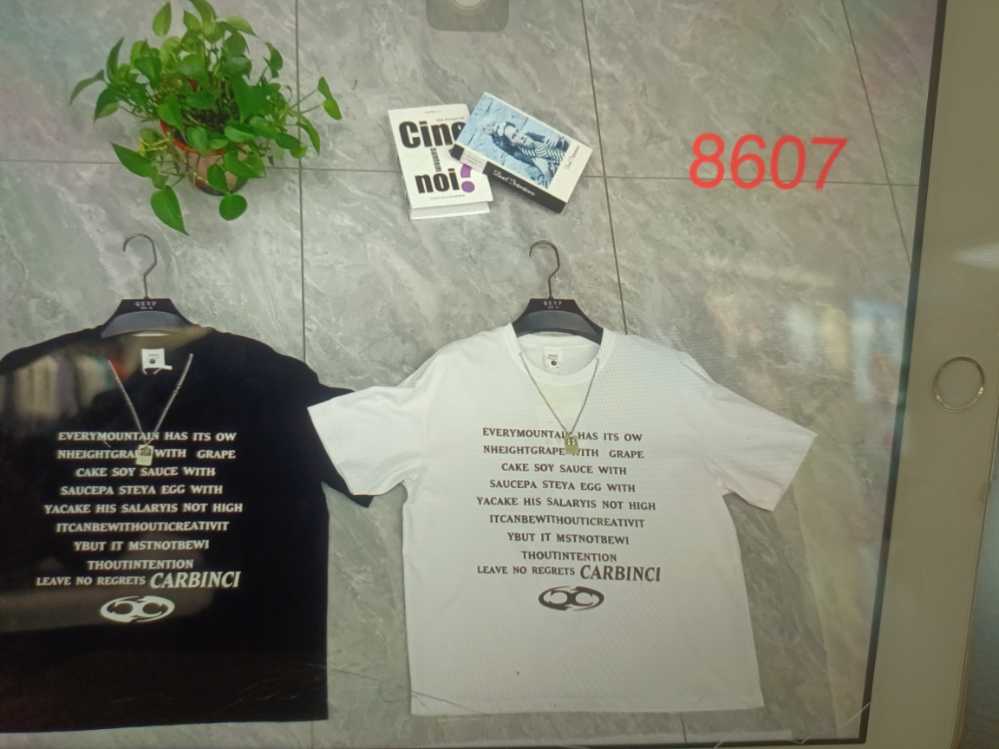 Cine
noi!
8607
EVERYMOUNTAIN HAS ITS OW
NHEIGHTGRAPE WITH GRAPE
CAKE SOY SAUCE WITH
SAUCEPA STEYA EGG WITH
YACAKE HIS SALARYIS NOT HIGH
ITCANBEWITHOUTICREATIVIT
YBUT IT MSTNOTBEWI
THOUTINTENTION
LEAVE NO REGRETS CARBINCI
EVERYMOUNTAIN HAS ITS OW
NHEIGHTGRAPE WITH GRAPE
CAKE SOY SAUCE WITH
SAUCEPA STEYA EGG WITH
YACAKE HIS SALARYIS NOT HIGH
ITCANBEWITHOUTICREATIVIT
YBUT IT MSTNOTBEWI
THOUTINTENTION
LEAVE NO REGRETS CARBINCI